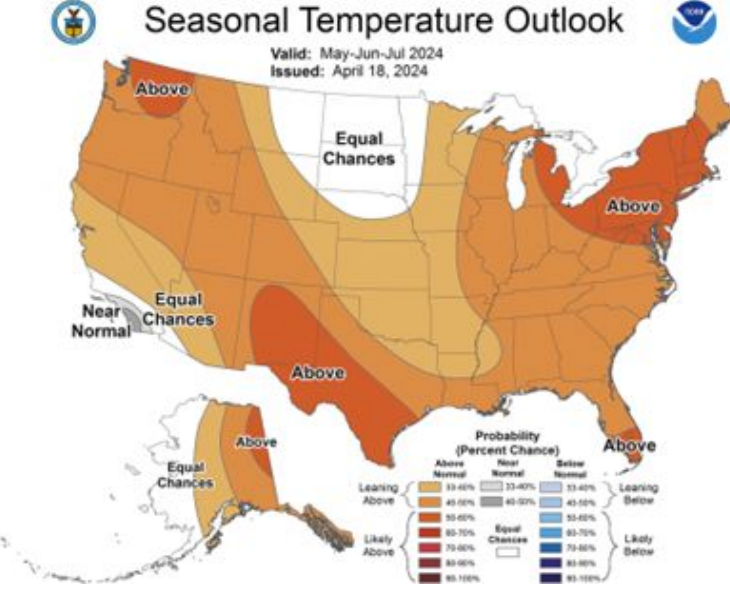 Seasonal Temperature Outlook
Valid: May-Jun-Jul 2024
Issued: April 18, 2024
Above
Equal
Chances
Above
Near
Normal
Equal
Chances
Above
Above
Equal
Chances
Above
Probability
(Percent Chance)
Above
Normal
Near
Normal
Below
Normal
Leaning
Above
33-40%
40-50%
33-40%
40-50%
33-40%
40-50%
Leaning
Below
Likely
Above
50-60%
60-70%
70-80%
80-90%
90-100%
Equal
Chances
50-60%
60-70%
70-80%
80-90%
90-100%
Likely
Below